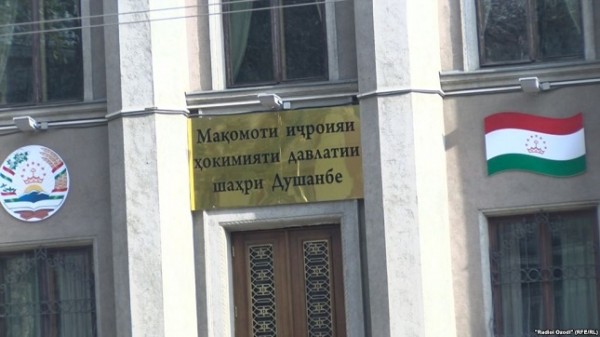 Мақомоти иҷроияи
ҳокимияти давлатии
шаҳри Душанбе
"Radioi Ozodi" (RFE/RL)